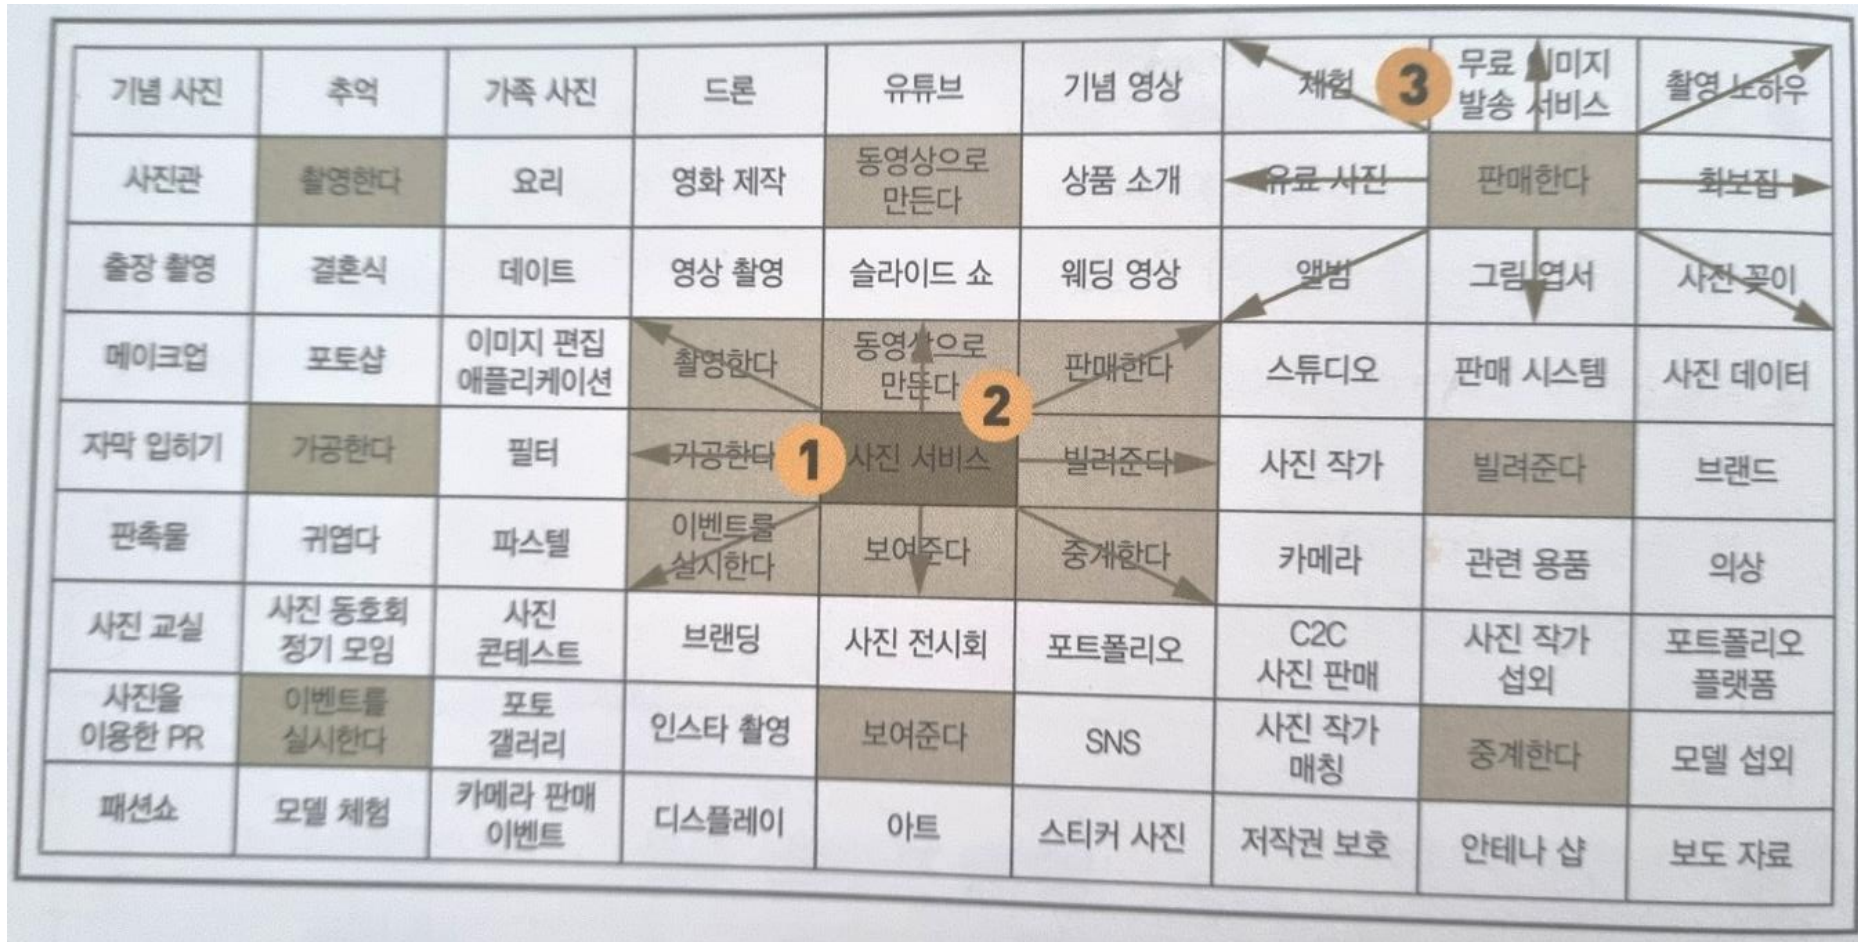 기념 사진 추억 가족 사진 드론 유튜브 기념 영상 체험 3 무료 이미지 발송 서비스 촬영 노하우
사진관 촬영한다 요리 영화 제작 동영상으로 만든다 상품 소개 유료 사진 판매한다 화보집
출장 촬영 결혼식 데이트 영상 촬영 슬라이드 쇼 웨딩 영상 앨범 그림 엽서 사진 꽂이
메이크업 포토샵 이미지 편집 애플리케이션 촬영한다 동영상으로 만든다 2 판매한다 스튜디오 판매 시스템 사진 데이터
자막 입히기 가공한다 필터 가공한다 1 사진 서비스 빌려준다 사진 작가 빌려준다 브랜드
판촉물 귀엽다 파스텔 이벤트를 실시한다 보여준다 중계한다 카메라 관련 용품 의상
사진 교실 사진 동호회 정기 모임 사진 콘테스트 브랜딩 사진 전시회 포트폴리오 C2C 사진 판매 사진 작가 섭외 포트폴리오 플랫폼
사진을 이용한 PR 이벤트를 실시한다 포토 갤러리 인스타 촬영 보여준다 SNS 사진 작가 매칭 중계한다 모델 섭외
패션쇼 모델 체험 카메라 판매 이벤트 디스플레이 아트 스티커 사진 저작권 보호 안테나 샵 보도 자료